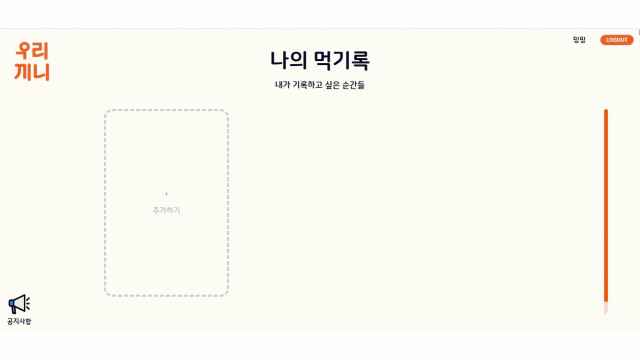 우리
끼니
나의 먹기록
내가 기록하고 싶은 순간들
밍밍
LOGOUT
+
추가하기
공지사항